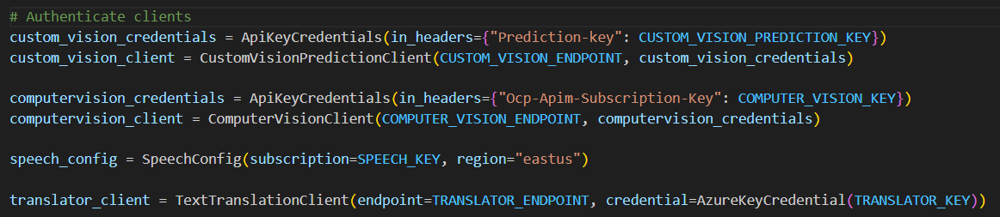 # Authenticate clients
custom_vision_credentials = ApiKeyCredentials(in_headers={"Prediction-key": CUSTOM_VISION_PREDICTION_KEY})
custom_vision_client = CustomVisionPredictionClient(CUSTOM_VISION_ENDPOINT, custom_vision_credentials)
computervision_credentials = ApiKeyCredentials(in_headers={"Ocp-Apim-Subscription-Key": COMPUTER_VISION_KEY})
computervision_client = ComputerVisionClient(COMPUTER_VISION_ENDPOINT, computervision_credentials)
speech_config = SpeechConfig(subscription=SPEECH_KEY, region="eastus")
translator_client = TextTranslationClient(endpoint=TRANSLATOR_ENDPOINT, credential=AzureKeyCredential(TRANSLATOR_KEY))